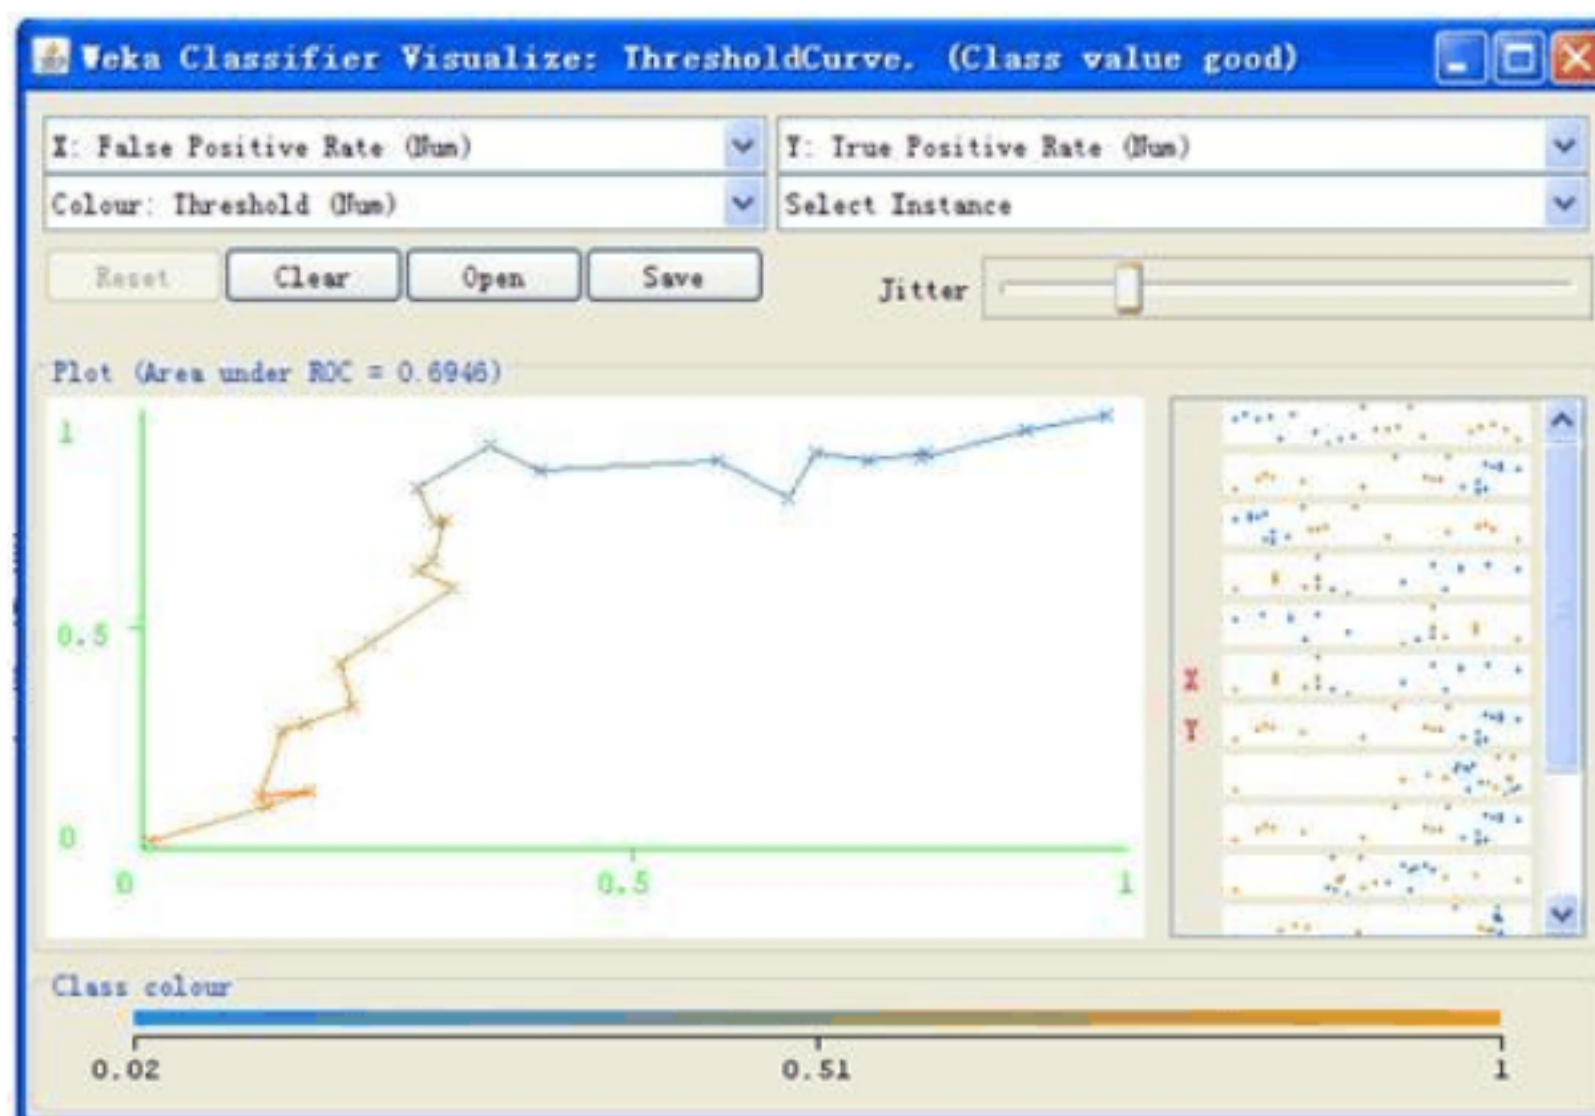 Weka Classifier Visualize: ThresholdCurve. (Class value good)
X: False Positive Rate (Num)
Y: True Positive Rate (Num)
Colour: Threshold (Num)
Select Instance
Reset
Clear
Open
Save
Jitter
Plot (Area under ROC = 0.6946)
1
0.5
0
0
0.5
1
X
Y
Class colour
0.02
0.51
1